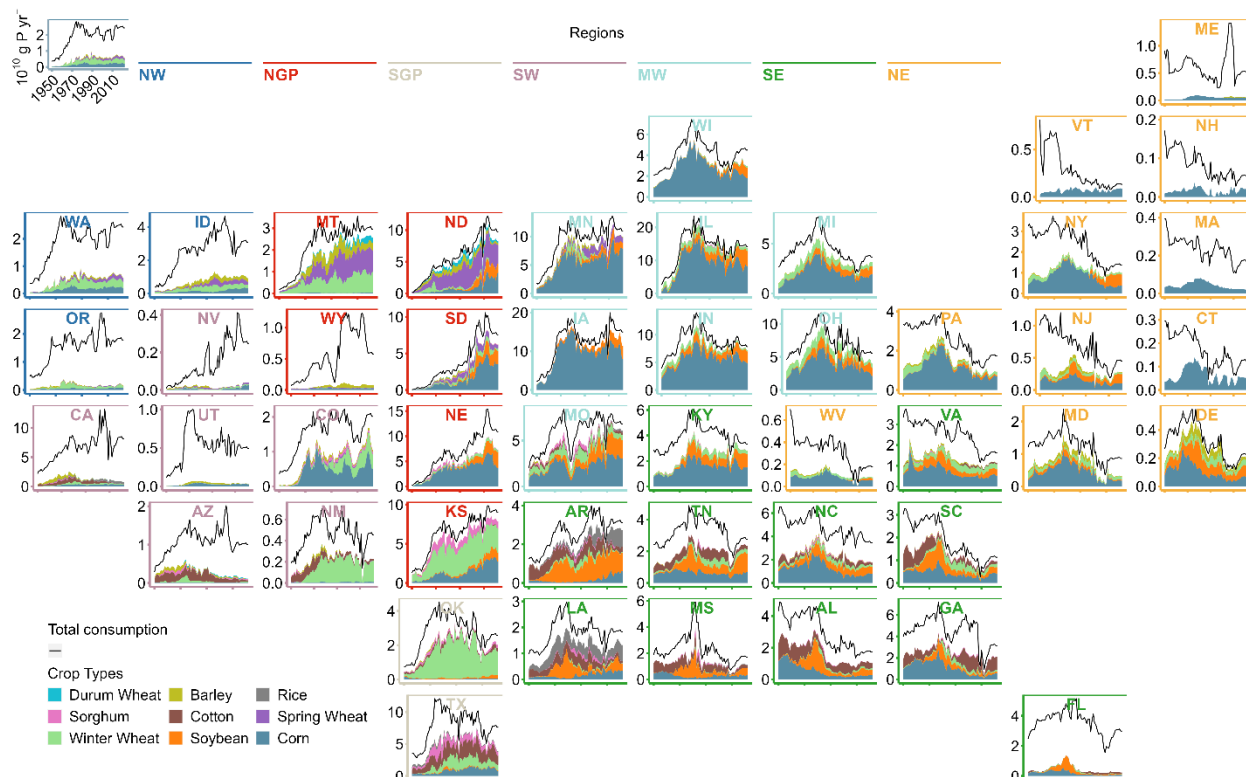 Regions
10¹⁰ g P yr⁻
2
1
0
1950
1970
1990
2010
NW
NGP
SGP
SW
MW
SE
NE
ME
1.0
0.5
0.0
WI
6
4
2
0
VT
0.5
0.0
NH
0.2
0.1
0.0
WA
2
1
0
ID
4
2
0
MT
3
2
1
0
ND
10
5
0
MN
10
5
0
IL
20
10
0
MI
5
0
NY
3
2
1
0
MA
0.4
0.2
0.0
OR
2
1
0
NV
0.4
0.2
0.0
WY
1.0
0.5
0.0
SD
10
5
0
IA
20
10
0
IN
10
5
0
OH
10
5
0
PA
4
2
0
NJ
1.0
0.5
0.0
CT
0.3
0.2
0.1
0.0
CA
10
5
0
UT
1.0
0.5
0.0
CO
2
1
0
NE
15
10
5
0
MO
5
0
KY
6
4
2
0
WV
0.6
0.4
0.2
0.0
VA
3
2
1
0
MD
2
1
0
DE
0.4
0.2
0.0
AZ
2
1
0
NM
0.6
0.4
0.2
0.0
KS
10
5
0
AR
4
2
0
TN
4
2
0
NC
6
4
2
0
SC
3
2
1
0
OK
4
2
0
LA
3
2
1
0
MS
4
2
0
AL
4
2
0
GA
6
4
2
0
TX
10
5
0
FL
4
2
0
Total consumption
Crop Types
Durum Wheat Barley Rice
Sorghum Cotton Spring Wheat
Winter Wheat Soybean Corn